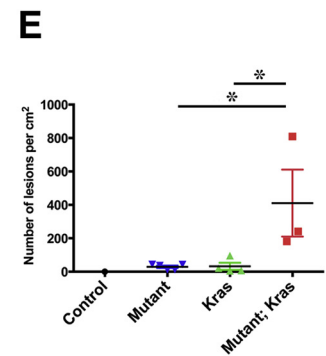 E
*
*
Number of lesions per cm²
1000
800
600
400
200
0
Control
Mutant
Kras
Mutant; Kras